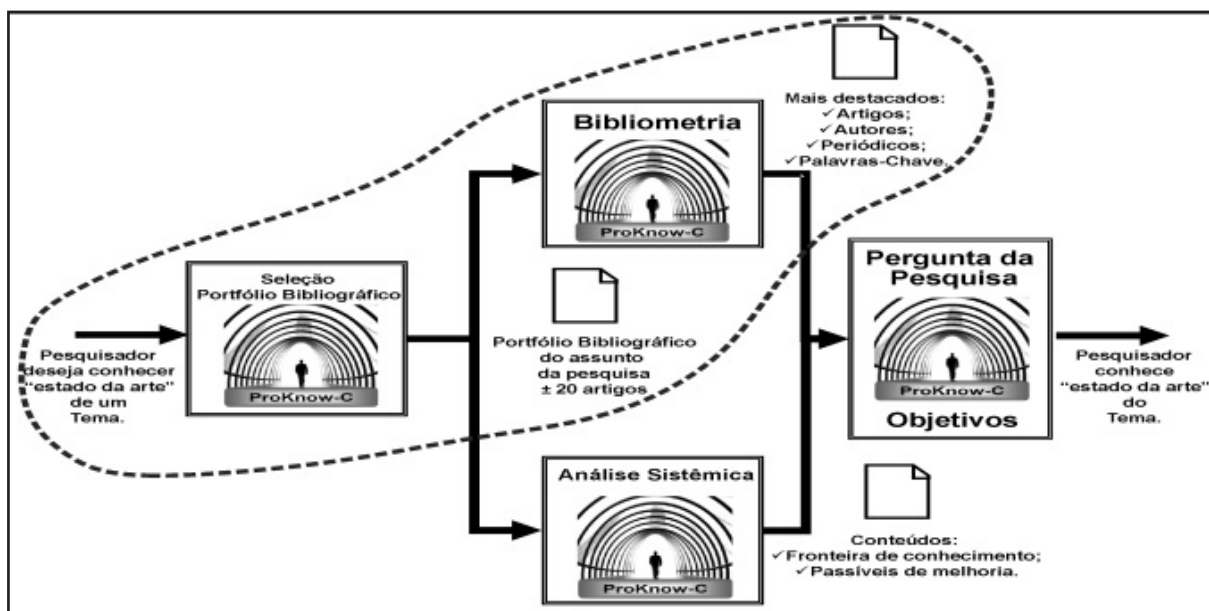 Mais destacados:
✓Artigos;
✓Autores;
✓Periódicos;
✓Palavras-Chave.
Bibliometria
ProKnow-C
Seleção
Portfólio Bibliográfico
ProKnow-C
Pesquisador
deseja conhecer
“estado da arte”
de um
Tema.
Portfólio Bibliográfico
do assunto
da pesquisa
± 20 artigos
Pergunta da
Pesquisa
ProKnow-C
Objetivos
Pesquisador
conhece
“estado da arte”
do
Tema.
Análise Sistêmica
ProKnow-C
Conteúdos:
✓Fronteira de conhecimento;
✓Passíveis de melhoria.